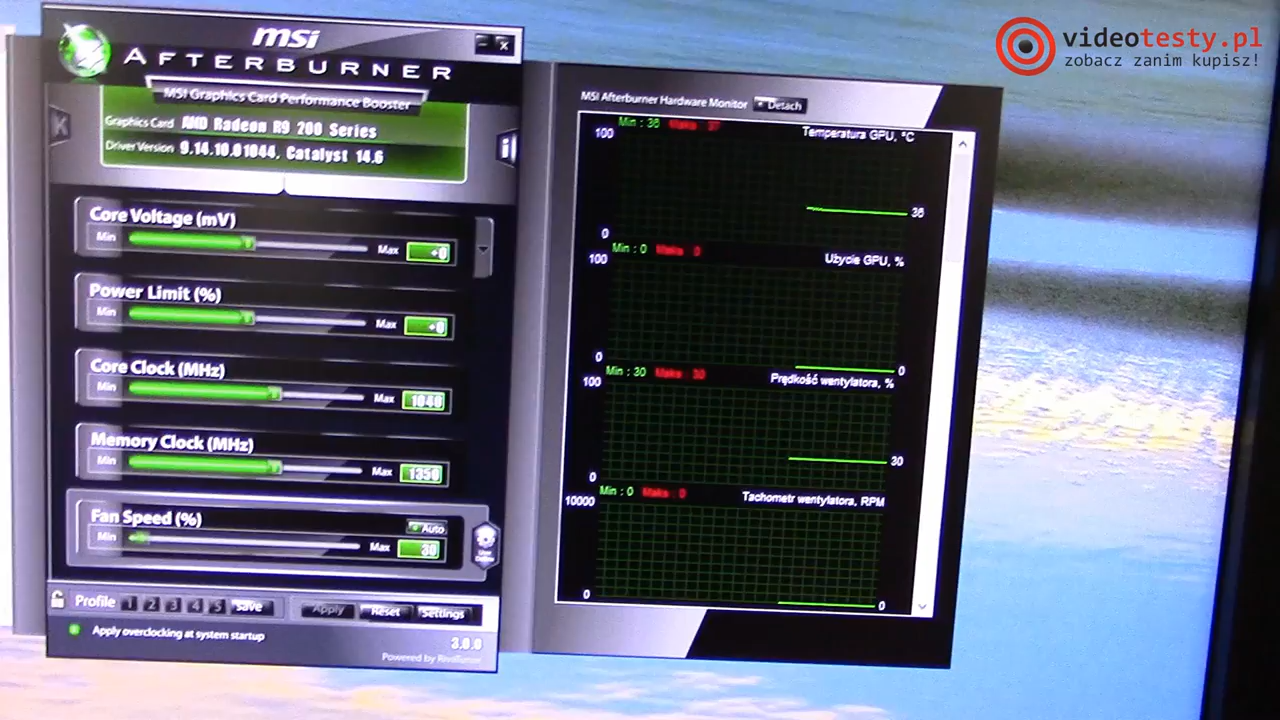 videotesty.pl
zobacz zanim kupisz!
msi
AFTERBURNER
MSI Graphics Card Performance Booster
Graphics Card AMD Radeon R9 200 Series
Driver Version 9.14.10.01044, Catalyst 14.6
K
i
Core Voltage (mV)
Min Max +0
Power Limit (%)
Min Max +0
Core Clock (MHz)
Min Max 1040
Memory Clock (MHz)
Min Max 1350
Fan Speed (%)
Auto
Min Max 30
User Define
Profile 1 2 3 4 5 Save Apply Reset Settings
Apply overclocking at system startup
3.0.0
Powered by RivaTuner
MSI Afterburner Hardware Monitor Detach
Min : 36 Maks : 37 Temperatura GPU, °C
100
36
0
Min : 0 Maks : 0 Użycie GPU, %
100
0
0
Min : 30 Maks : 30 Prędkość wentylatora, %
100
30
0
Min : 0 Maks : 0 Tachometr wentylatora, RPM
10000
0
0